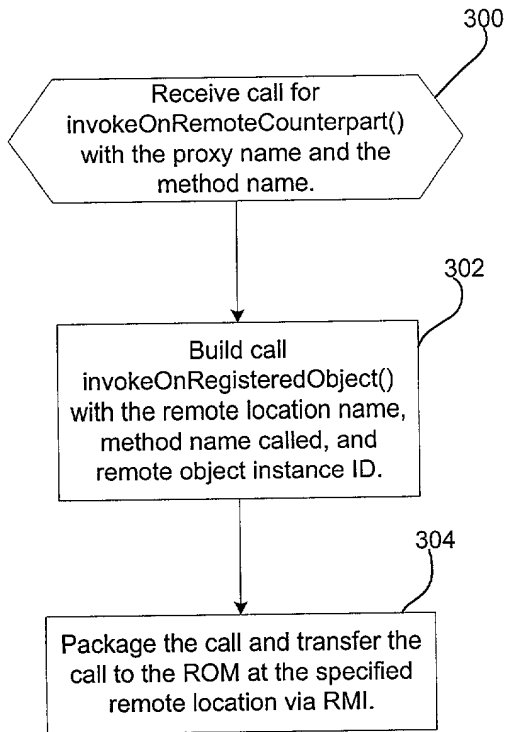 300
Receive call for
invokeOnRemoteCounterpart()
with the proxy name and the
method name.
302
Build call
invokeOnRegisteredObject()
with the remote location name,
method name called, and
remote object instance ID.
304
Package the call and transfer the
call to the ROM at the specified
remote location via RMI.